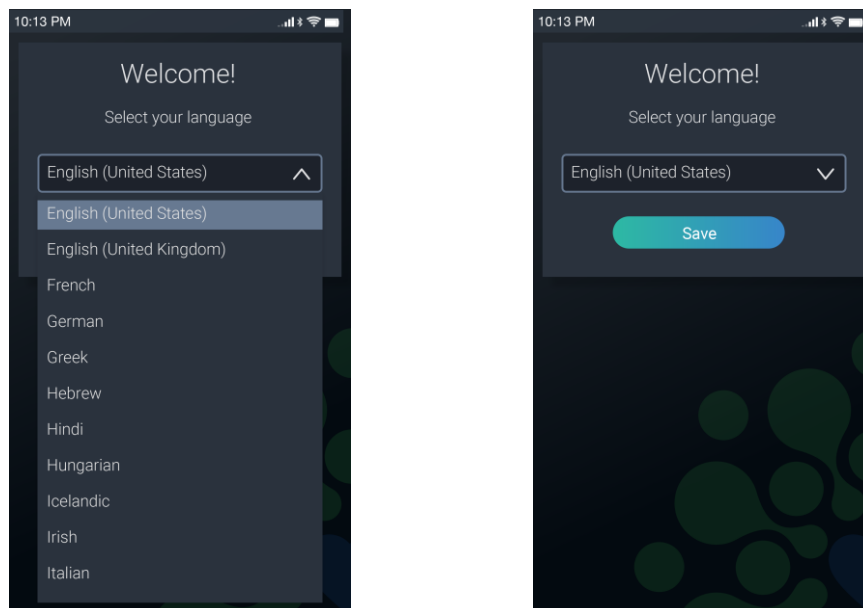 10:13 PM
Welcome!
Select your language
English (United States)
English (United States)
English (United Kingdom)
French
German
Greek
Hebrew
Hindi
Hungarian
Icelandic
Irish
Italian
10:13 PM
Welcome!
Select your language
English (United States)
Save